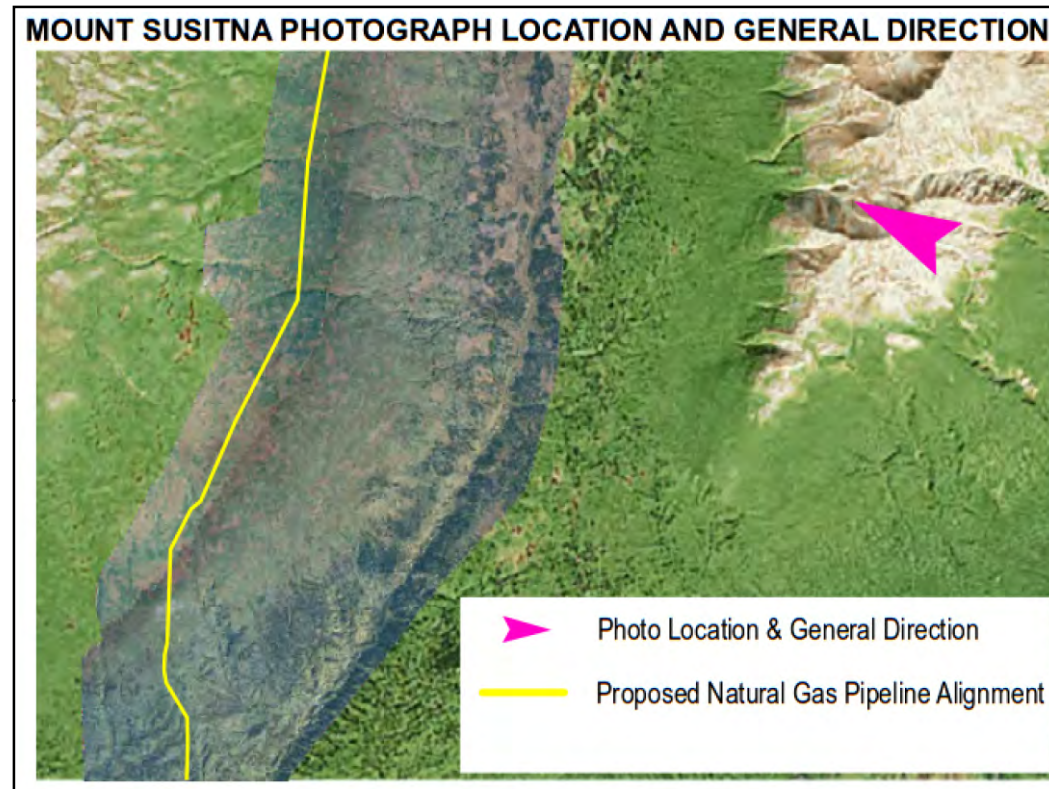 MOUNT SUSITNA PHOTOGRAPH LOCATION AND GENERAL DIRECTION
Photo Location & General Direction
Proposed Natural Gas Pipeline Alignment